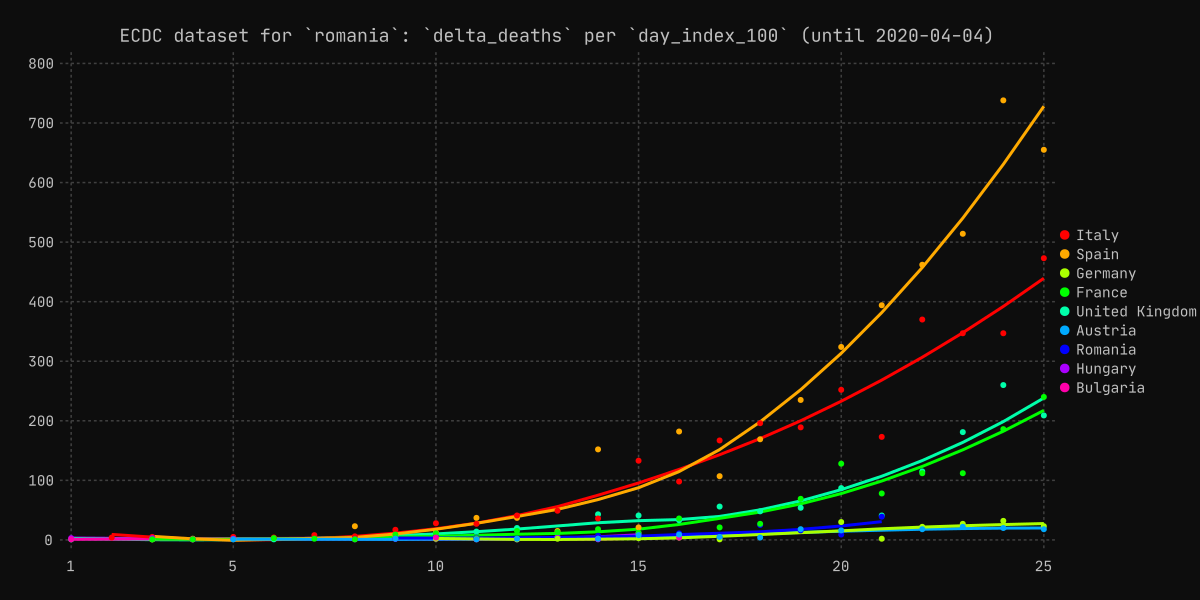 ECDC dataset for `romania`: `delta_deaths` per `day_index_100` (until 2020-04-04)
800
700
600
500
400
300
200
100
0
1 5 10 15 20 25
Italy
Spain
Germany
France
United Kingdom
Austria
Romania
Hungary
Bulgaria